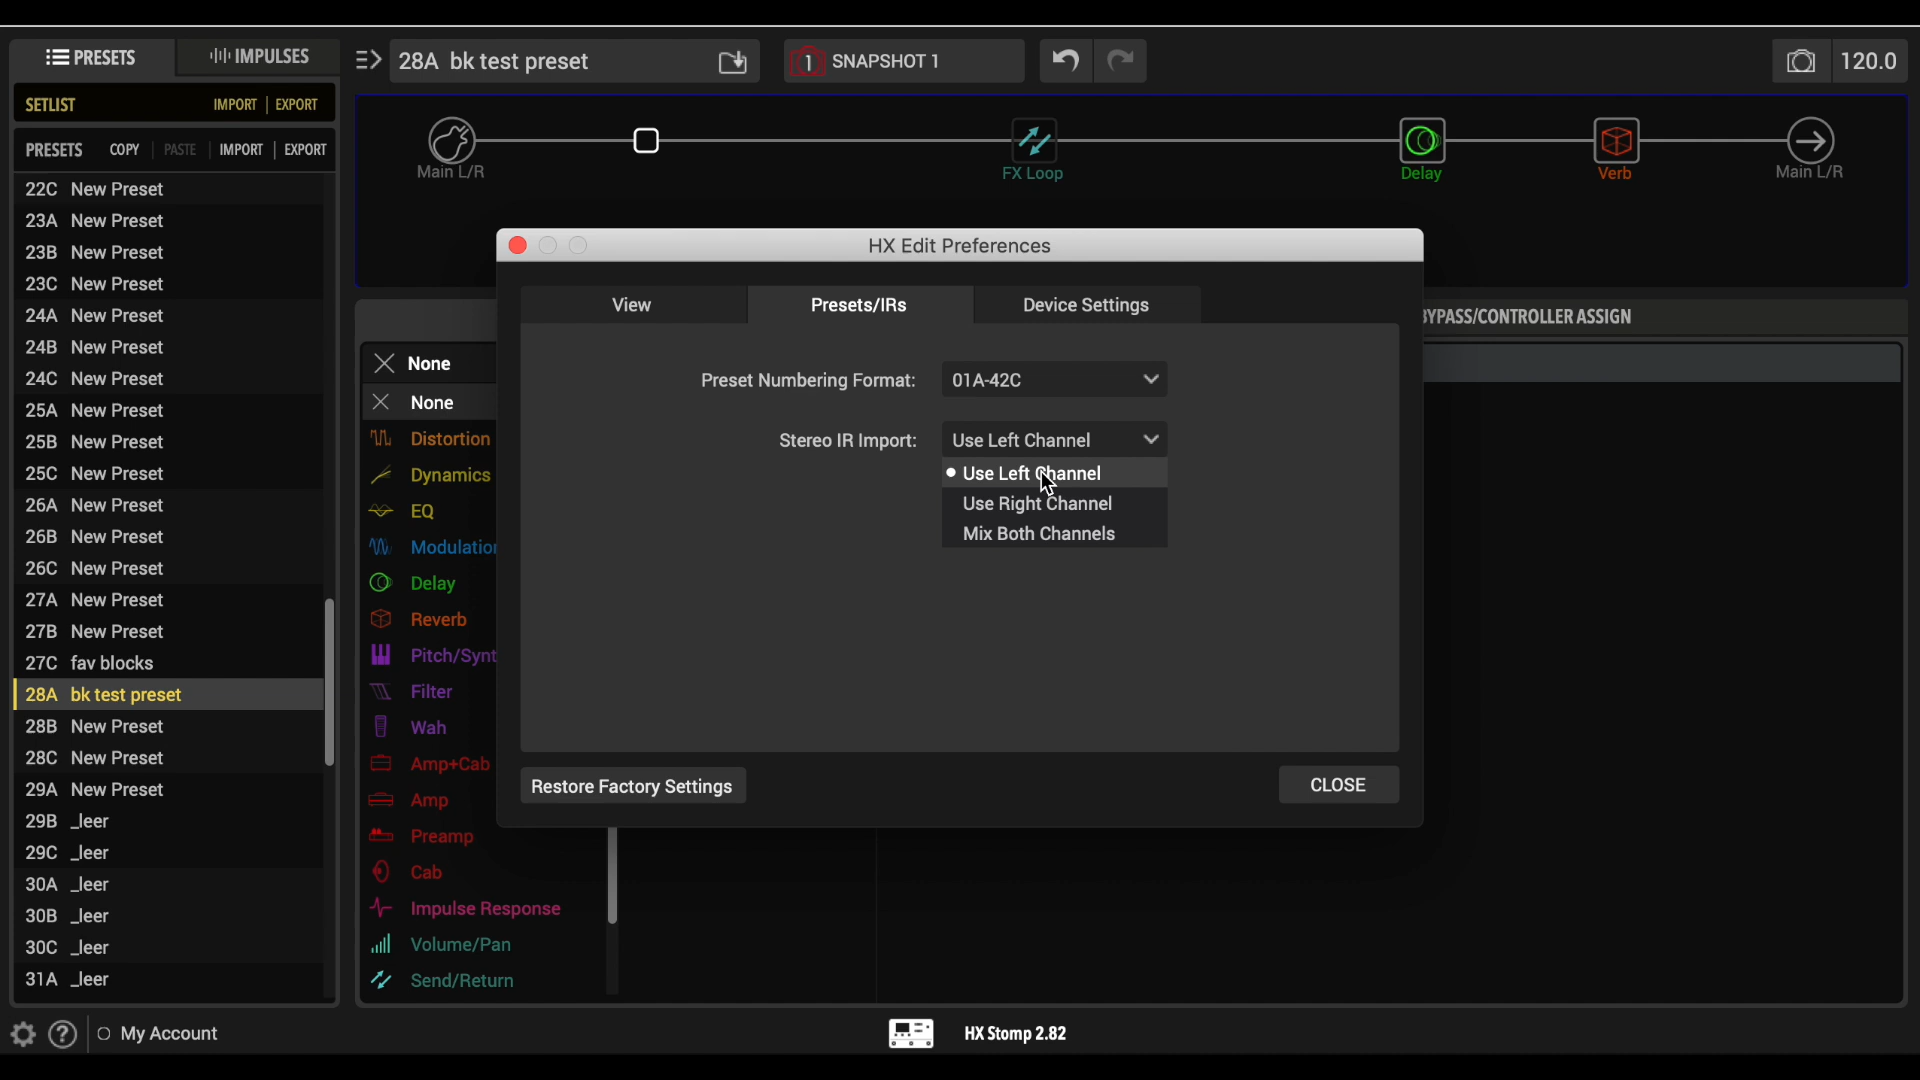 PRESETS
IMPULSES
28A bk test preset
1 SNAPSHOT 1
120.0
SETLIST IMPORT EXPORT
PRESETS COPY PASTE IMPORT EXPORT
22C New Preset
23A New Preset
23B New Preset
23C New Preset
24A New Preset
24B New Preset
24C New Preset
25A New Preset
25B New Preset
25C New Preset
26A New Preset
26B New Preset
26C New Preset
27A New Preset
27B New Preset
27C fav blocks
28A bk test preset
28B New Preset
28C New Preset
29A New Preset
29B _leer
29C _leer
30A _leer
30B _leer
30C _leer
31A _leer
Main L/R
FX Loop
Delay
Verb
Main L/R
BYPASS/CONTROLLER ASSIGN
None
None
Distortion
Dynamics
EQ
Modulation
Delay
Reverb
Pitch/Synt
Filter
Wah
Amp+Cab
Amp
Preamp
Cab
Impulse Response
Volume/Pan
Send/Return
HX Edit Preferences
View
Presets/IRs
Device Settings
Preset Numbering Format: 01A-42C
Stereo IR Import: Use Left Channel
Use Left Channel
Use Right Channel
Mix Both Channels
Restore Factory Settings
CLOSE
? My Account
HX Stomp 2.82